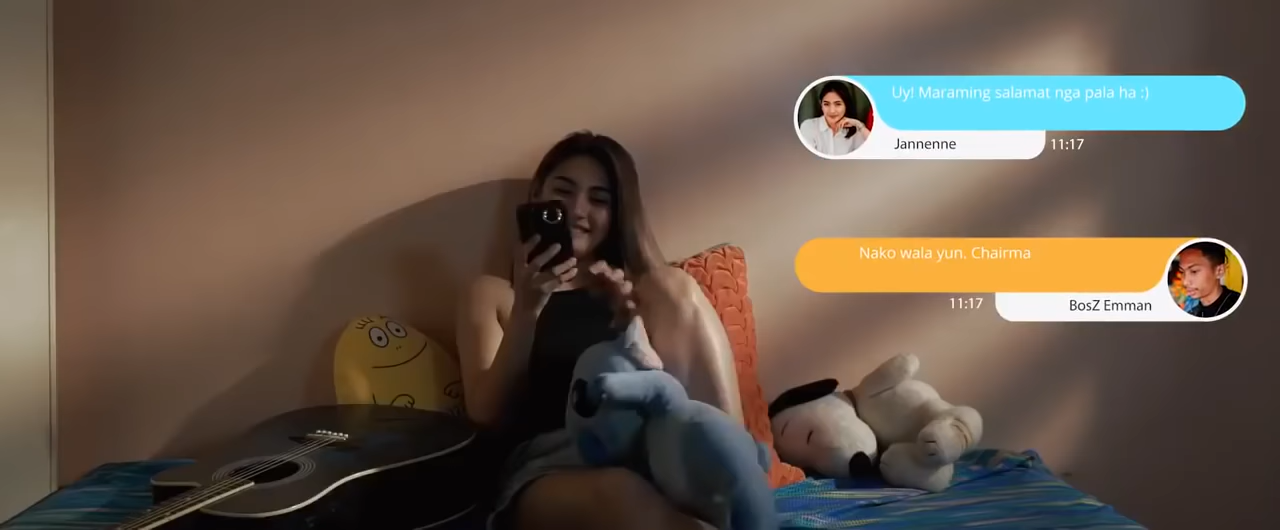 Uy! Maraming salamat nga pala ha :)
Jannenne 11:17
Nako wala yun. Chairma
11:17 BosZ Emman